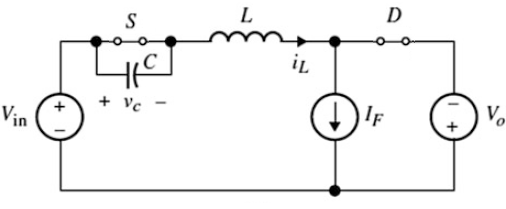 S L D
C
+ v_c − i_L
V_in + − I_F − + V_o